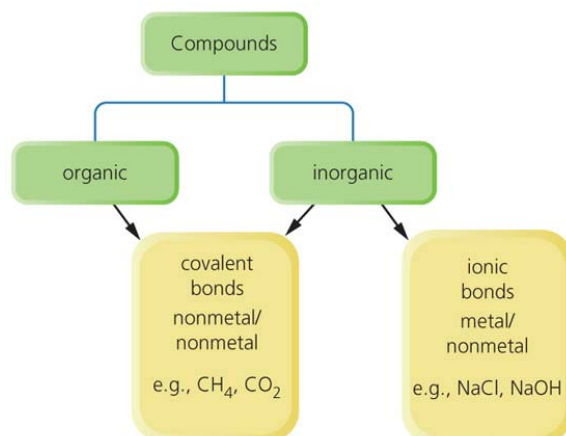 Compounds
organic
inorganic
covalent
bonds
nonmetal/
nonmetal
e.g., CH₄, CO₂
ionic
bonds
metal/
nonmetal
e.g., NaCl, NaOH